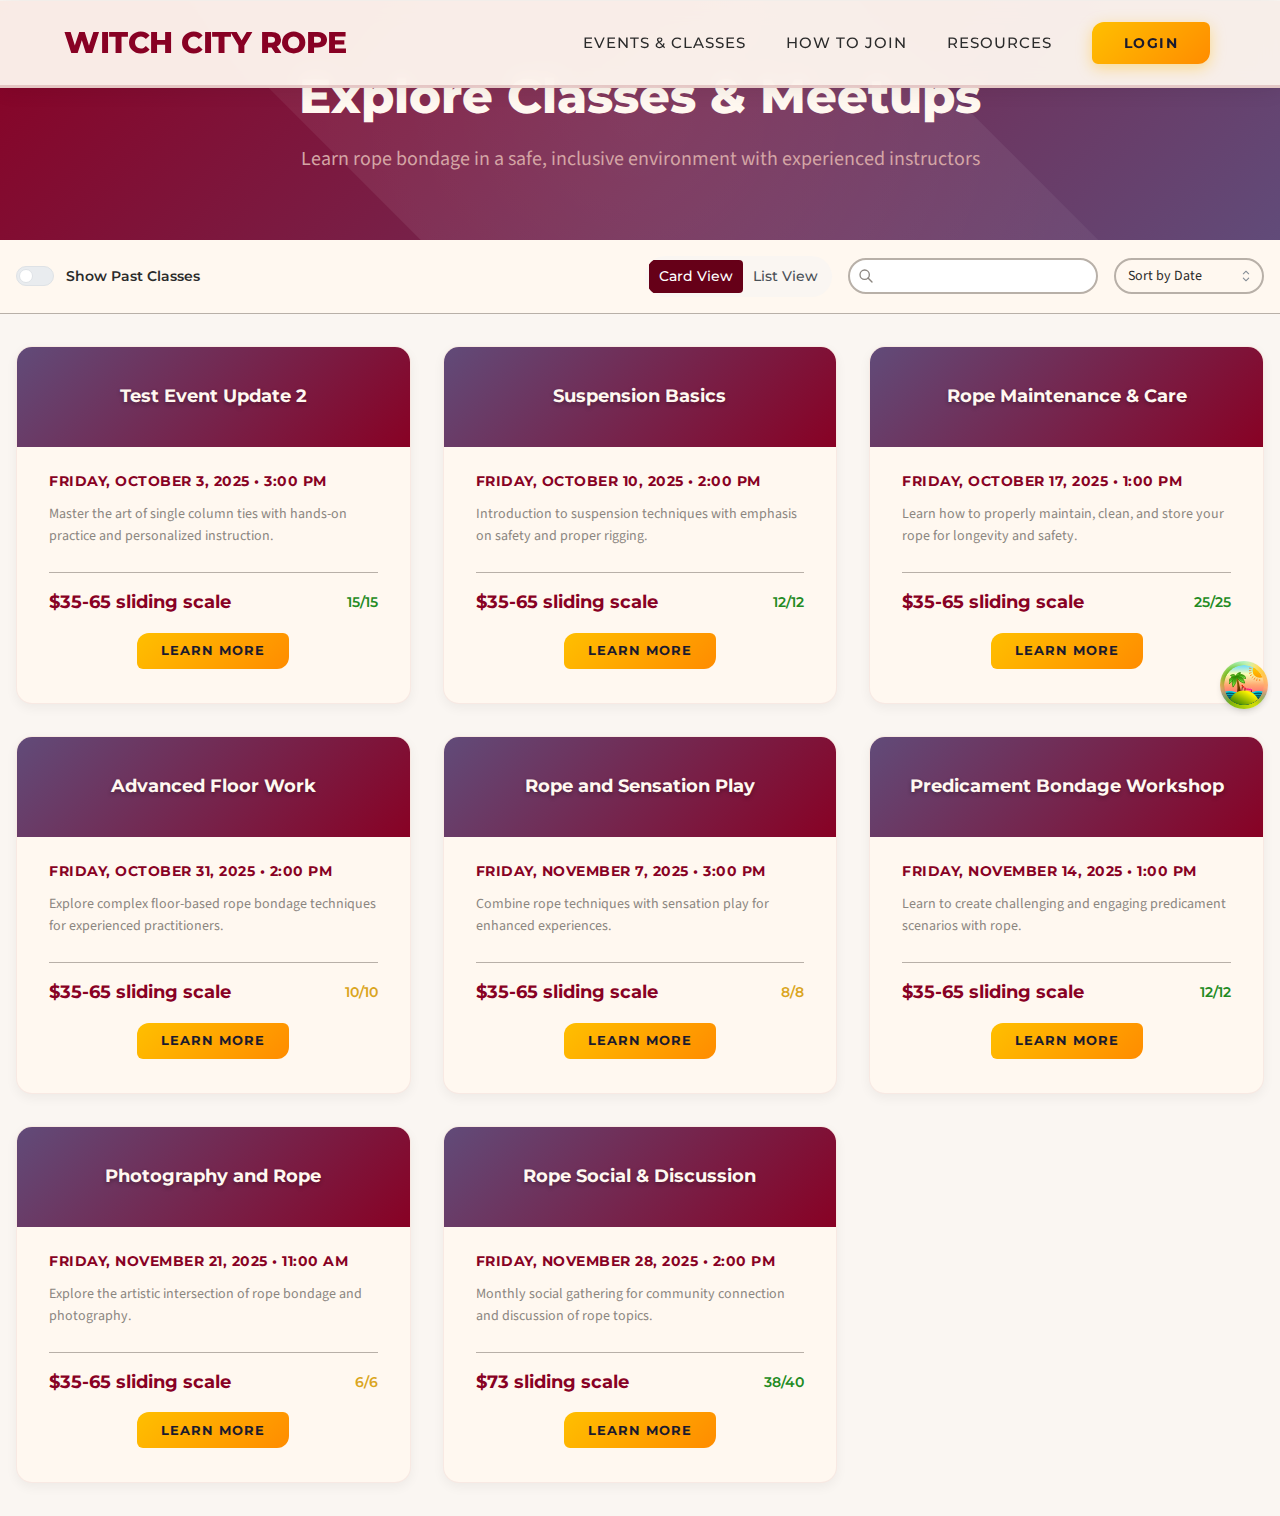 WITCH CITY ROPE
EVENTS & CLASSES
HOW TO JOIN
RESOURCES
LOGIN
Explore Classes & Meetups
Learn rope bondage in a safe, inclusive environment with experienced instructors
Show Past Classes
Card View
List View
Sort by Date
Test Event Update 2
FRIDAY, OCTOBER 3, 2025 • 3:00 PM
Master the art of single column ties with hands-on
practice and personalized instruction.
$35-65 sliding scale
15/15
LEARN MORE
Suspension Basics
FRIDAY, OCTOBER 10, 2025 • 2:00 PM
Introduction to suspension techniques with emphasis
on safety and proper rigging.
$35-65 sliding scale
12/12
LEARN MORE
Rope Maintenance & Care
FRIDAY, OCTOBER 17, 2025 • 1:00 PM
Learn how to properly maintain, clean, and store your
rope for longevity and safety.
$35-65 sliding scale
25/25
LEARN MORE
Advanced Floor Work
FRIDAY, OCTOBER 31, 2025 • 2:00 PM
Explore complex floor-based rope bondage techniques
for experienced practitioners.
$35-65 sliding scale
10/10
LEARN MORE
Rope and Sensation Play
FRIDAY, NOVEMBER 7, 2025 • 3:00 PM
Combine rope techniques with sensation play for
enhanced experiences.
$35-65 sliding scale
8/8
LEARN MORE
Predicament Bondage Workshop
FRIDAY, NOVEMBER 14, 2025 • 1:00 PM
Learn to create challenging and engaging predicament
scenarios with rope.
$35-65 sliding scale
12/12
LEARN MORE
Photography and Rope
FRIDAY, NOVEMBER 21, 2025 • 11:00 AM
Explore the artistic intersection of rope bondage and
photography.
$35-65 sliding scale
6/6
LEARN MORE
Rope Social & Discussion
FRIDAY, NOVEMBER 28, 2025 • 2:00 PM
Monthly social gathering for community connection
and discussion of rope topics.
$73 sliding scale
38/40
LEARN MORE